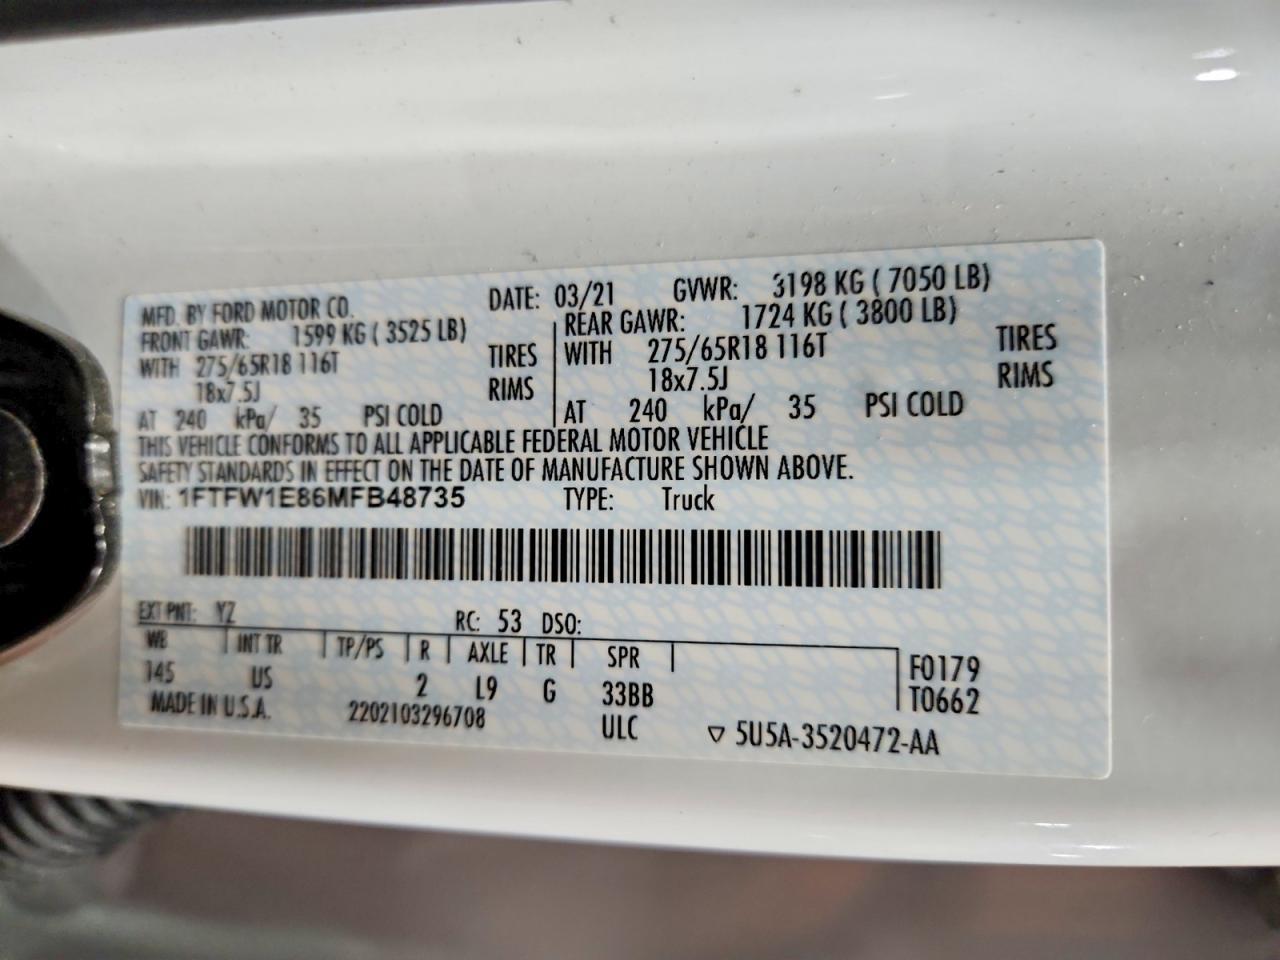 MFD. BY FORD MOTOR CO. DATE: 03/21 GVWR: 3198 KG ( 7050 LB)
FRONT GAWR: 1599 KG ( 3525 LB) REAR GAWR: 1724 KG ( 3800 LB)
WITH 275/65R18 116T TIRES WITH 275/65R18 116T TIRES
18x7.5J RIMS 18x7.5J RIMS
AT 240 kPa/ 35 PSI COLD AT 240 kPa/ 35 PSI COLD
THIS VEHICLE CONFORMS TO ALL APPLICABLE FEDERAL MOTOR VEHICLE
SAFETY STANDARDS IN EFFECT ON THE DATE OF MANUFACTURE SHOWN ABOVE.
VIN: 1FTFW1E86MFB48735 TYPE: Truck
EXT PNT: YZ RC: 53 DSO:
WB INT TR TP/PS R AXLE TR SPR F0179
145 US 2 L9 G 33BB T0662
MADE IN U.S.A. 2202103296708 ULC ▽ 5U5A-3520472-AA